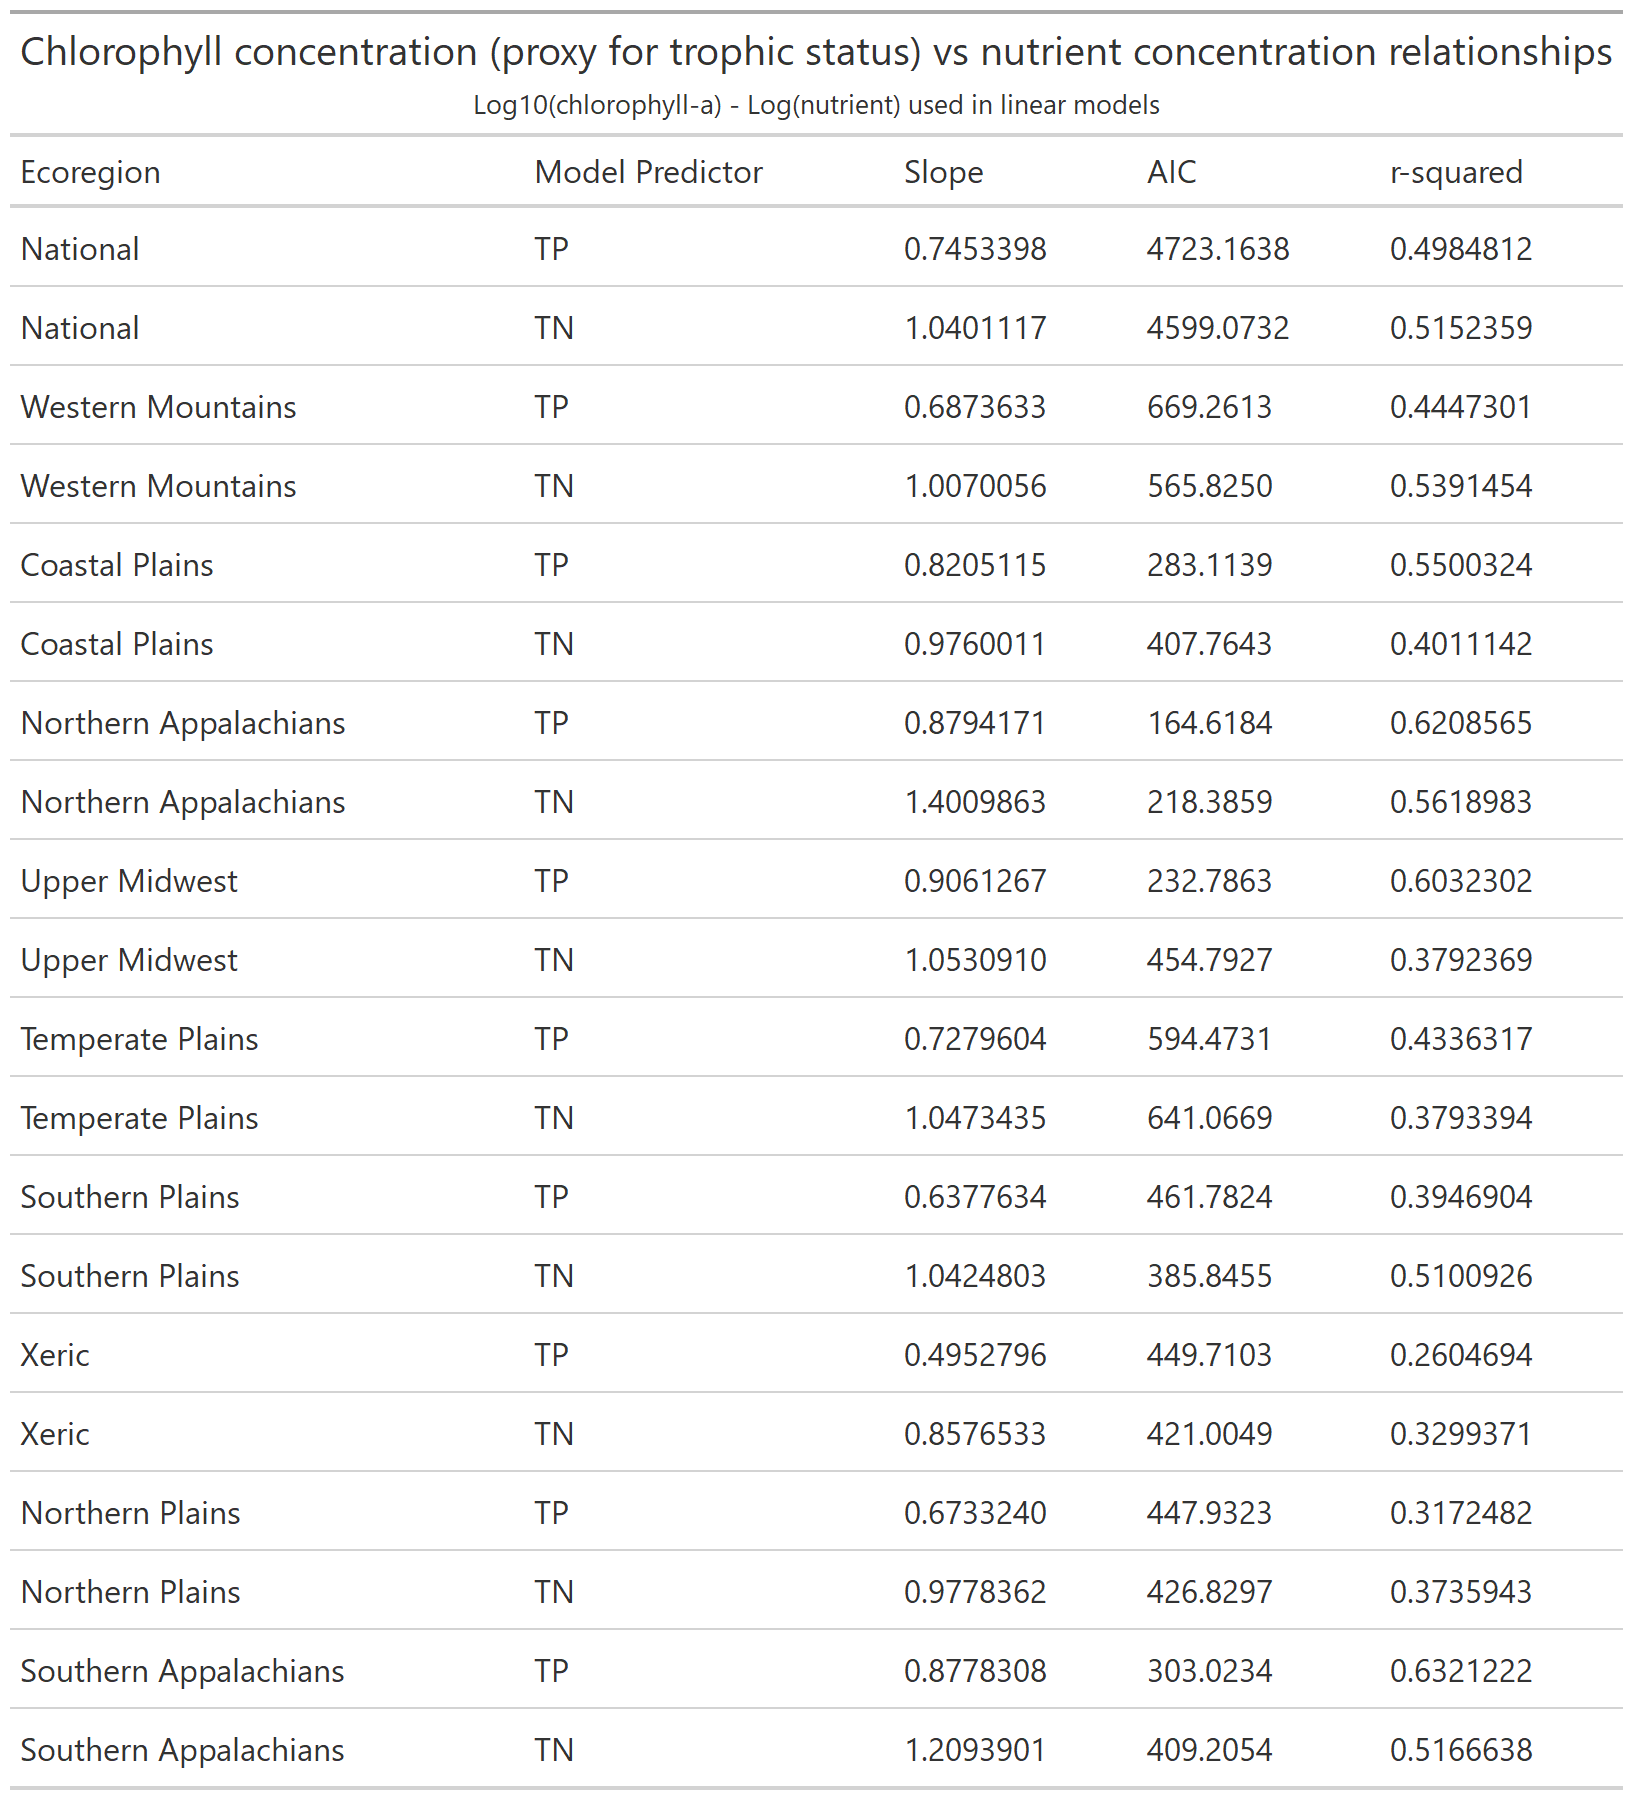 Chlorophyll concentration (proxy for trophic status) vs nutrient concentration relationships
Log10(chlorophyll-a) - Log(nutrient) used in linear models
Ecoregion Model Predictor Slope AIC r-squared
National TP 0.7453398 4723.1638 0.4984812
National TN 1.0401117 4599.0732 0.5152359
Western Mountains TP 0.6873633 669.2613 0.4447301
Western Mountains TN 1.0070056 565.8250 0.5391454
Coastal Plains TP 0.8205115 283.1139 0.5500324
Coastal Plains TN 0.9760011 407.7643 0.4011142
Northern Appalachians TP 0.8794171 164.6184 0.6208565
Northern Appalachians TN 1.4009863 218.3859 0.5618983
Upper Midwest TP 0.9061267 232.7863 0.6032302
Upper Midwest TN 1.0530910 454.7927 0.3792369
Temperate Plains TP 0.7279604 594.4731 0.4336317
Temperate Plains TN 1.0473435 641.0669 0.3793394
Southern Plains TP 0.6377634 461.7824 0.3946904
Southern Plains TN 1.0424803 385.8455 0.5100926
Xeric TP 0.4952796 449.7103 0.2604694
Xeric TN 0.8576533 421.0049 0.3299371
Northern Plains TP 0.6733240 447.9323 0.3172482
Northern Plains TN 0.9778362 426.8297 0.3735943
Southern Appalachians TP 0.8778308 303.0234 0.6321222
Southern Appalachians TN 1.2093901 409.2054 0.5166638